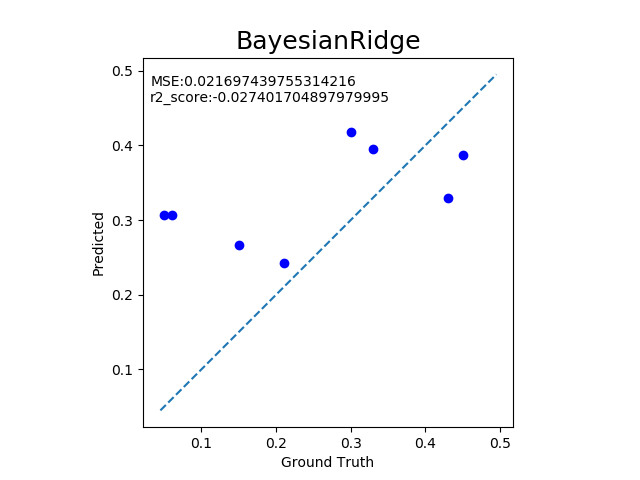 BayesianRidge
MSE:0.021697439755314216
r2_score:-0.027401704897979995
0.5
0.4
0.3
0.2
0.1
Predicted
0.1 0.2 0.3 0.4 0.5
Ground Truth